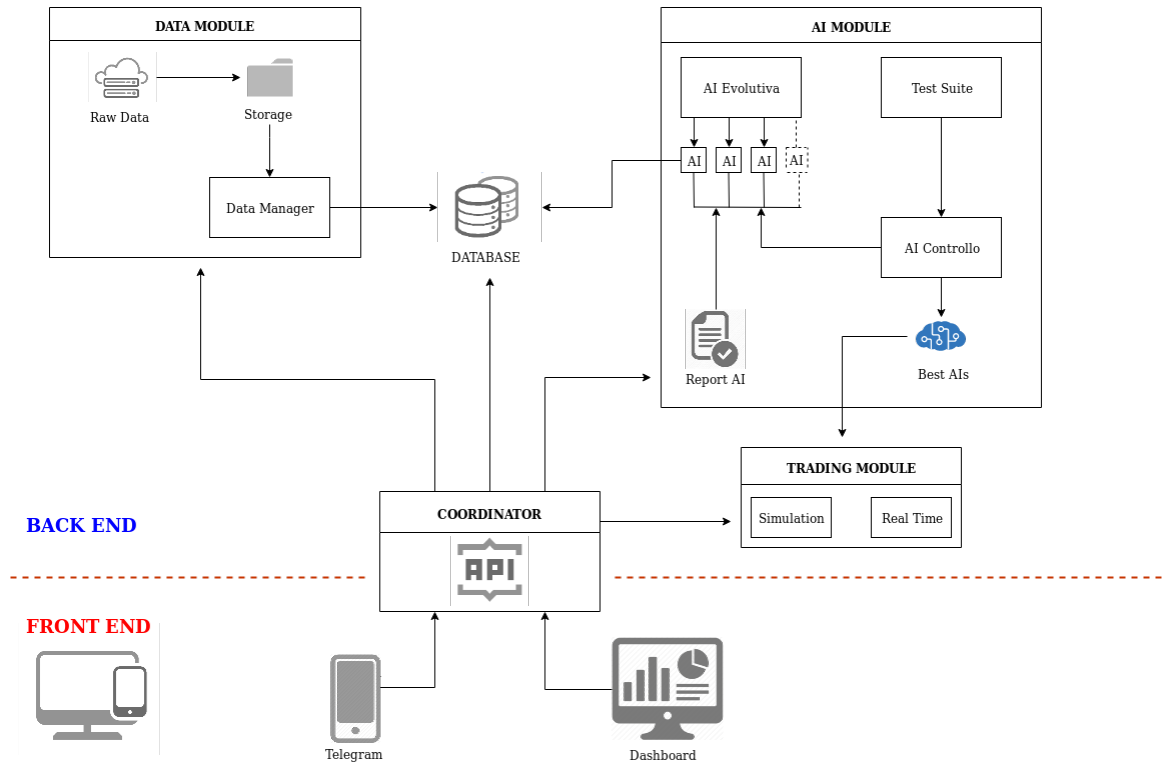 DATA MODULE
Raw Data
Storage
Data Manager
DATABASE
AI MODULE
AI Evolutiva
Test Suite
AI
AI
AI
AI
AI Controllo
Report AI
Best AIs
TRADING MODULE
Simulation
Real Time
COORDINATOR
API
BACK END
FRONT END
Telegram
Dashboard